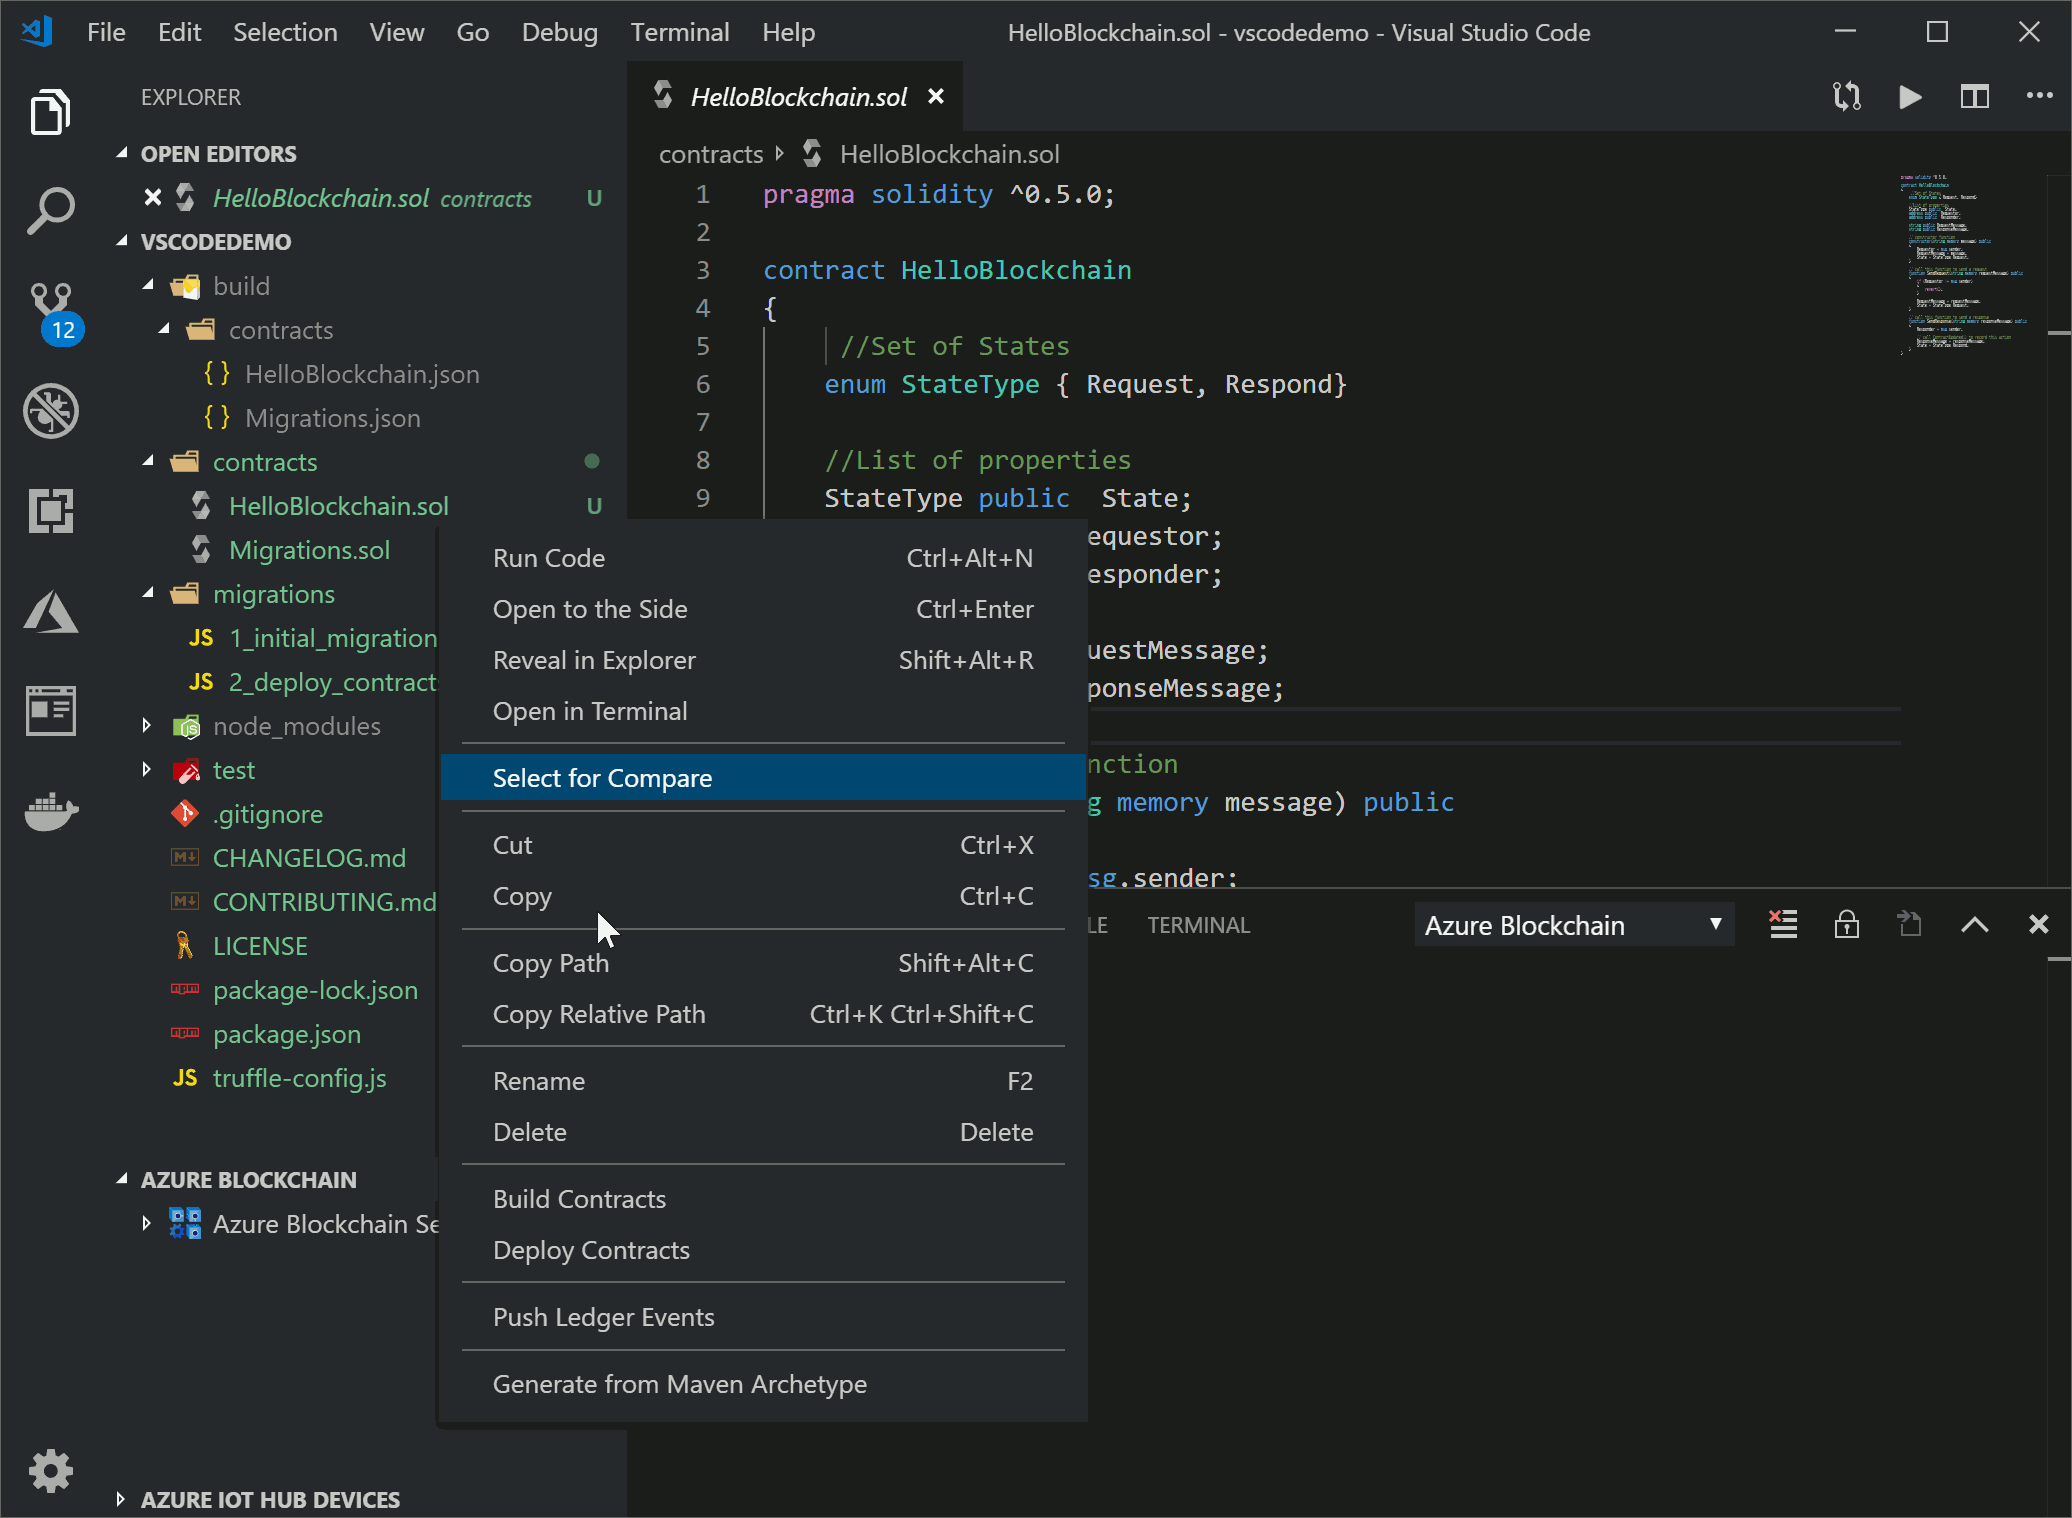 File Edit Selection View Go Debug Terminal Help
HelloBlockchain.sol - vscodedemo - Visual Studio Code
EXPLORER
OPEN EDITORS
HelloBlockchain.sol contracts U
VSCODEDEMO
build
contracts
{ } HelloBlockchain.json
{ } Migrations.json
contracts
HelloBlockchain.sol U
Migrations.sol
migrations
JS 1_initial_migration
JS 2_deploy_contract
node_modules
test
.gitignore
M↓ CHANGELOG.md
M↓ CONTRIBUTING.md
LICENSE
package-lock.json
package.json
JS truffle-config.js
AZURE BLOCKCHAIN
Azure Blockchain Se
AZURE IOT HUB DEVICES
12
HelloBlockchain.sol
contracts HelloBlockchain.sol
1 pragma solidity ^0.5.0;
2
3 contract HelloBlockchain
4 {
5 //Set of States
6 enum StateType { Request, Respond}
7
8 //List of properties
9 StateType public State;
equestor;
esponder;
uestMessage;
ponseMessage;
nction
g memory message) public
sg.sender;
LE TERMINAL Azure Blockchain
Run Code Ctrl+Alt+N
Open to the Side Ctrl+Enter
Reveal in Explorer Shift+Alt+R
Open in Terminal
Select for Compare
Cut Ctrl+X
Copy Ctrl+C
Copy Path Shift+Alt+C
Copy Relative Path Ctrl+K Ctrl+Shift+C
Rename F2
Delete Delete
Build Contracts
Deploy Contracts
Push Ledger Events
Generate from Maven Archetype